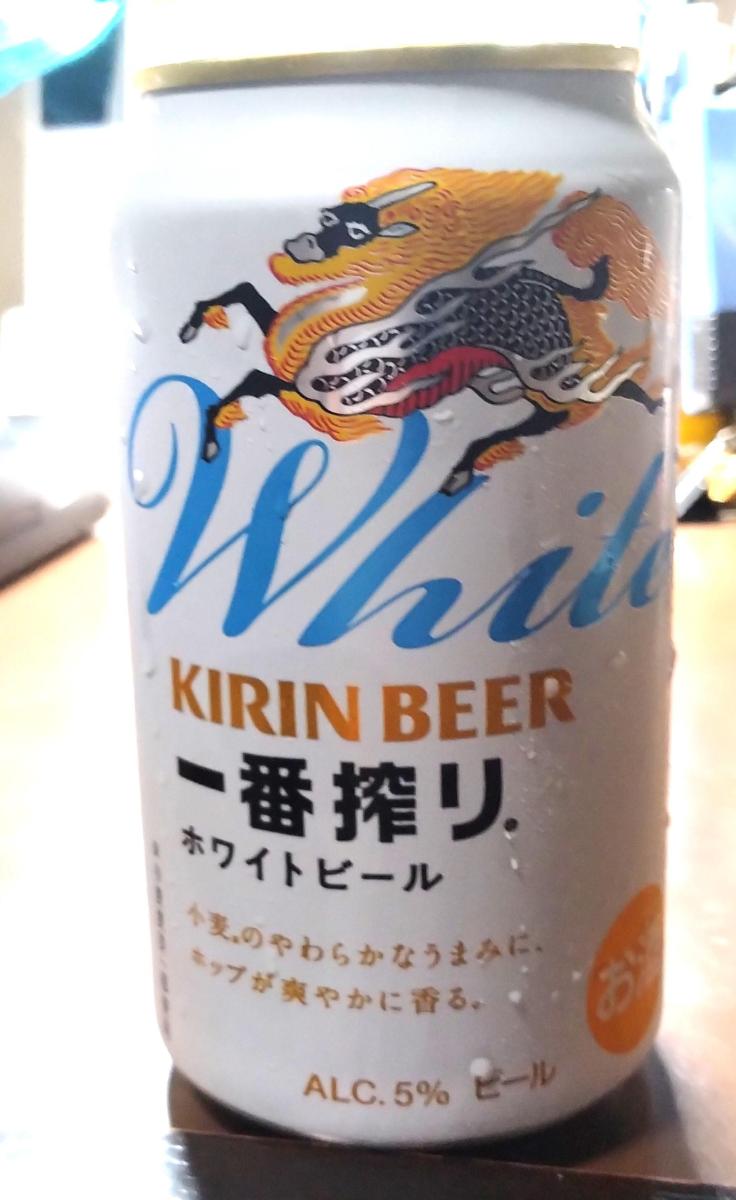 White
KIRIN BEER
一番搾り
ホワイトビール
小麦のやわらかなうまみに、
ホップが爽やかに香る。
お酒
ALC. 5% ビール